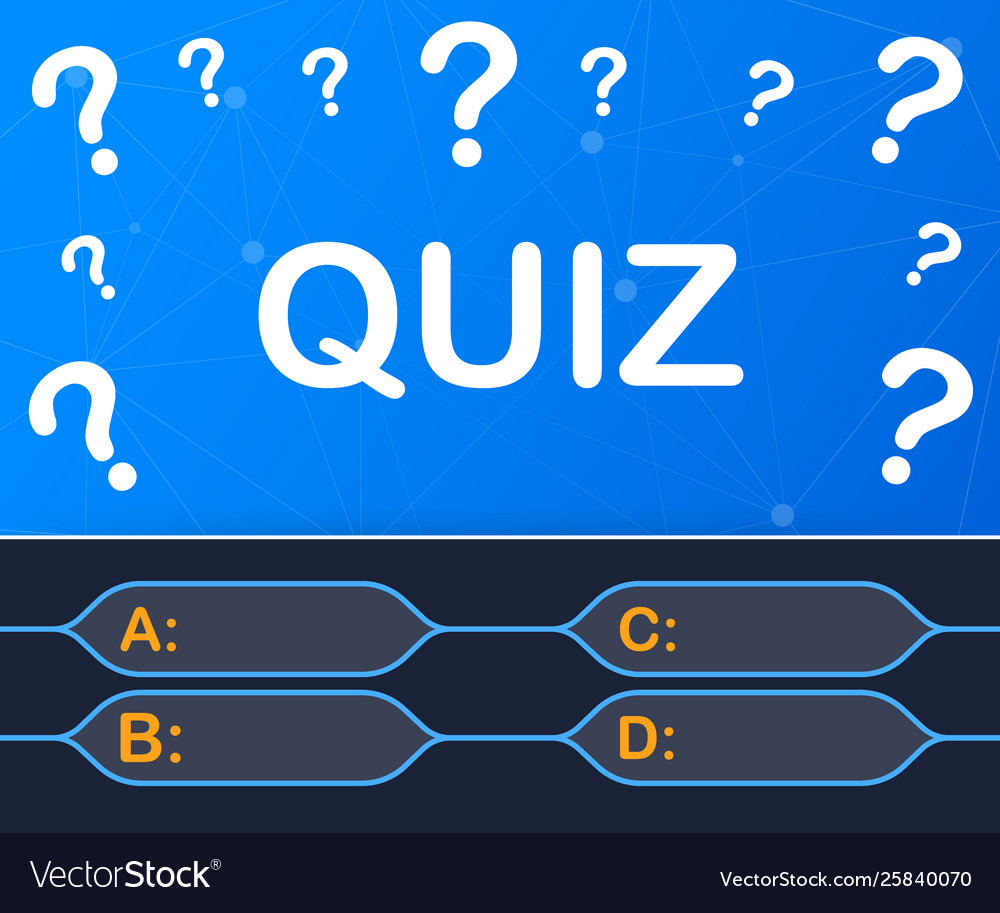 ? ? ? ? ? ? ?
QUIZ
? ?
? ?
A:
B:
C:
D:
VectorStock®
VectorStock.com/25840070